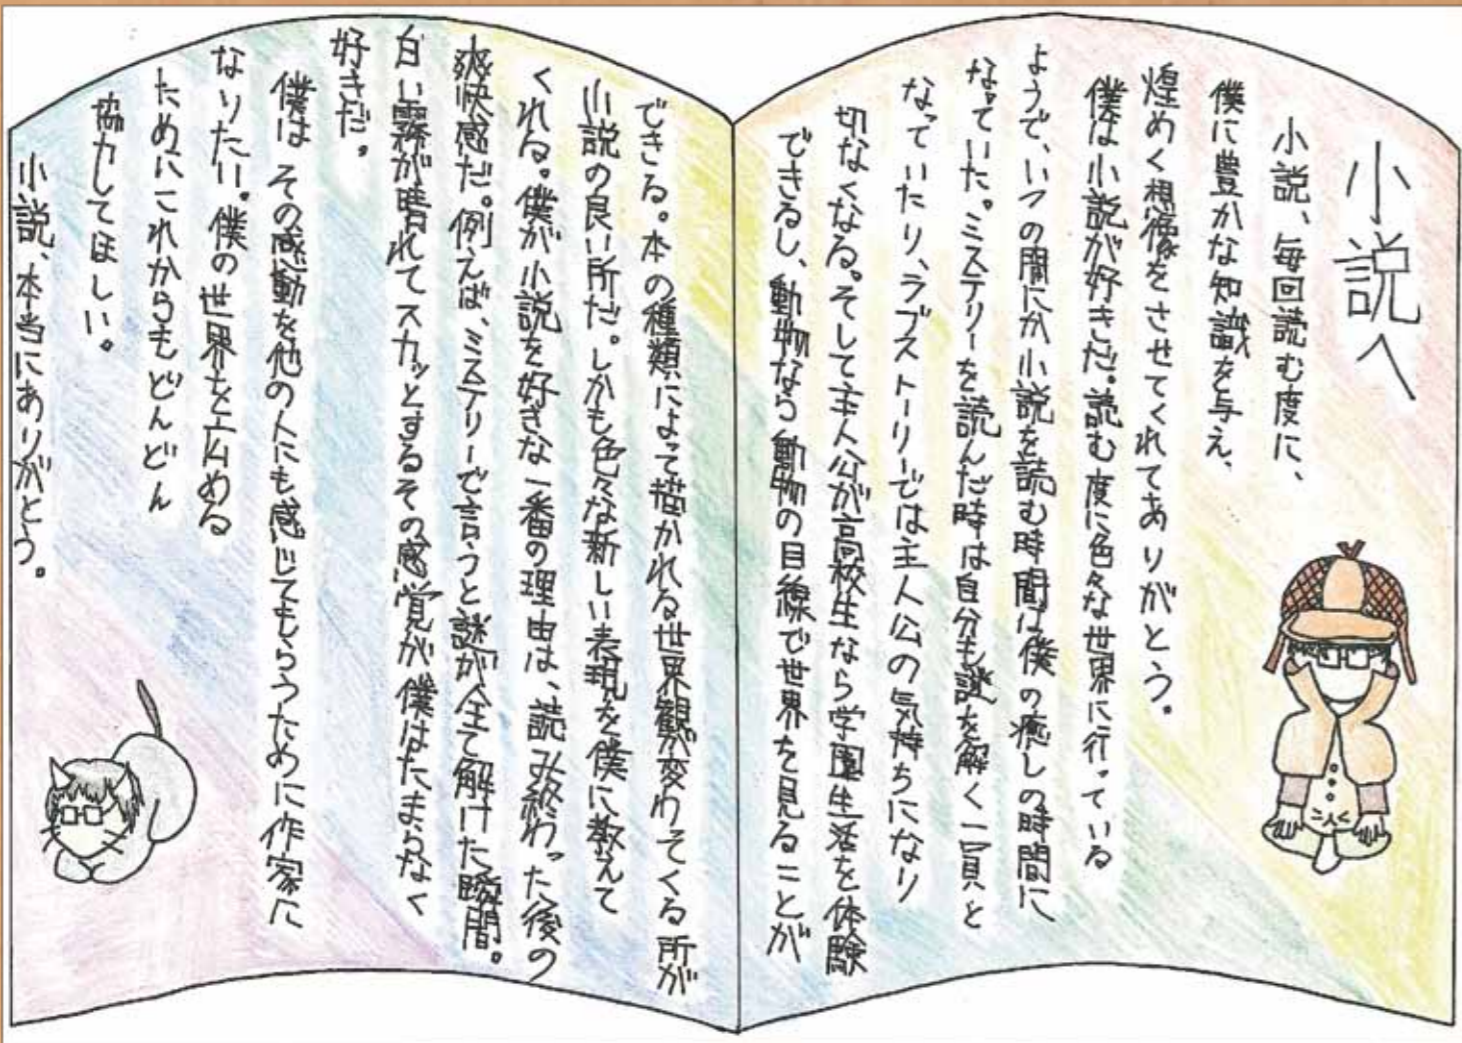 小説へ
小説、毎回読む度に、
僕に豊かな知識を与え、
煌めく想像をさせてくれてありがとう。
僕は小説が好きだ。読む度に色々な世界に行っている
ようで、いつの間にか小説を読む時間は僕の癒しの時間に
なっていた。ミステリーを読んだ時は自分も謎を解く一員と
なっていたり、ラブストーリーでは主人公の気持ちになり
切なくなる。そして主人公が高校生なら学園生活を体験
できるし、動物なら動物の目線で世界を見ることが
できる。本の種類によって描かれる世界観が変わってくる所が
小説の良い所だ。しかも色々な新しい表現を僕に教えて
くれる。僕が小説を好きな一番の理由は、読み終わった後の
爽快感だ。例えば、ミステリーで言うと謎が全て解けた瞬間。
白い霧が晴れてスカッとするその感覚が僕はたまらなく
好きだ。
僕はその感動を他の人にも感じてもらうために作家に
なりたい。僕の世界を広める
ためにこれからもどんどん
協力してほしい。
小説、本当にありがとう。